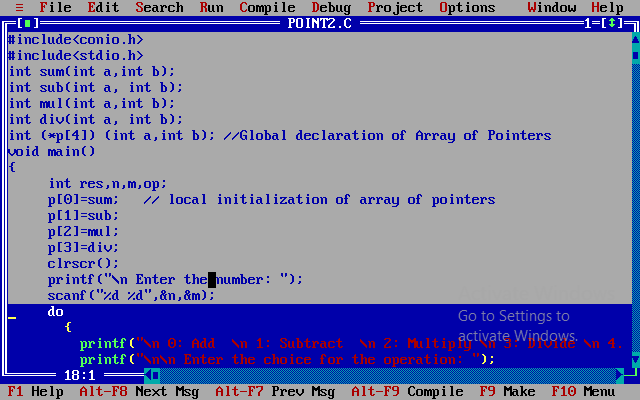 ≡ File Edit Search Run Compile Debug Project Options Window Help
[■] POINT2.C 1=[↕]
#include<conio.h>
#include<stdio.h>
int sum(int a,int b);
int sub(int a, int b);
int mul(int a,int b);
int div(int a, int b);
int (*p[4]) (int a,int b); //Global declaration of Array of Pointers
void main()
{
int res,n,m,op;
p[0]=sum; // local initialization of array of pointers
p[1]=sub;
p[2]=mul;
p[3]=div;
clrscr();
printf("\n Enter the number: ");
scanf("%d %d",&n,&m);
do
{
printf("\n 0: Add \n 1: Subtract \n 2: Multiply \n 3: Divide \n 4.
printf("\n\n Enter the choice for the operation: ");
Go to Settings to
activate Windows.
18:1
F1 Help Alt-F8 Next Msg Alt-F7 Prev Msg Alt-F9 Compile F9 Make F10 Menu